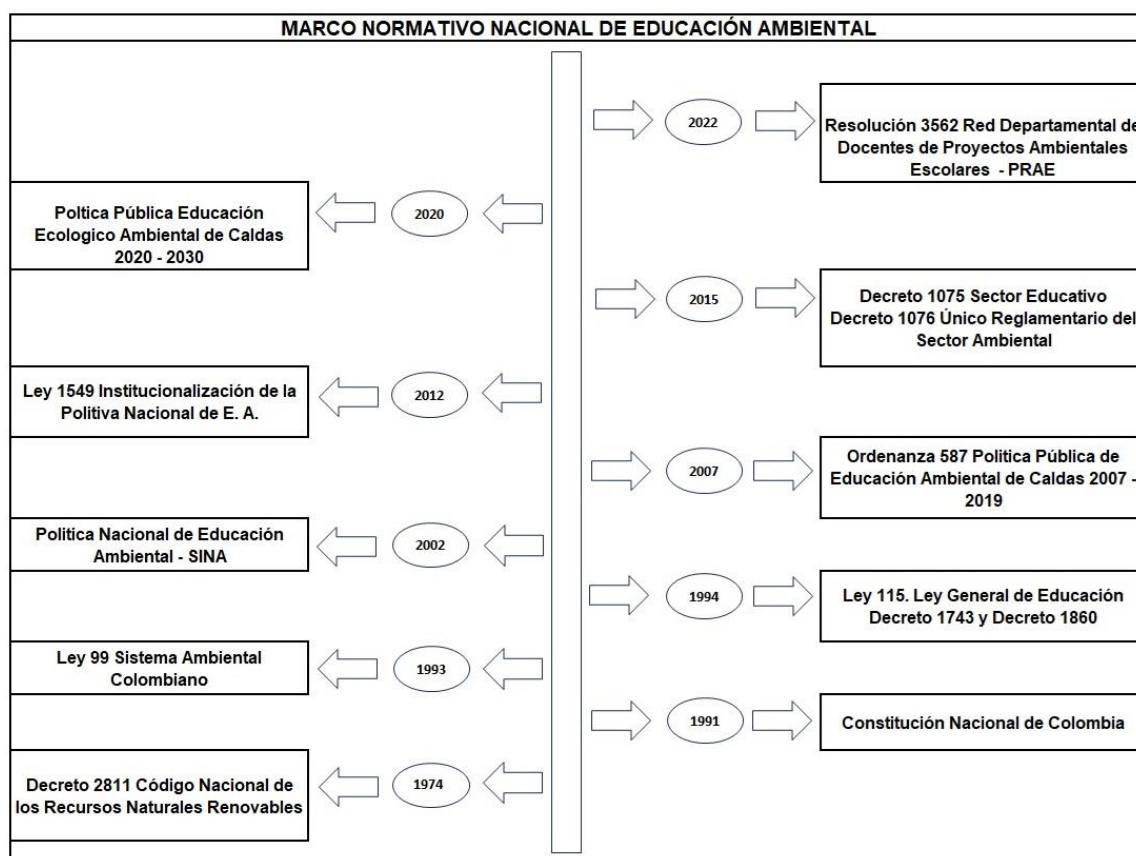 MARCO NORMATIVO NACIONAL DE EDUCACIÓN AMBIENTAL
2022
Resolución 3562 Red Departamental de
Docentes de Proyectos Ambientales
Escolares - PRAE
2020
Poltica Pública Educación
Ecologico Ambiental de Caldas
2020 - 2030
2015
Decreto 1075 Sector Educativo
Decreto 1076 Único Reglamentario del
Sector Ambiental
2012
Ley 1549 Institucionalización de la
Politiva Nacional de E. A.
2007
Ordenanza 587 Politica Pública de
Educación Ambiental de Caldas 2007 -
2019
2002
Politica Nacional de Educación
Ambiental - SINA
1994
Ley 115. Ley General de Educación
Decreto 1743 y Decreto 1860
1993
Ley 99 Sistema Ambiental
Colombiano
1991
Constitución Nacional de Colombia
1974
Decreto 2811 Código Nacional de
los Recursos Naturales Renovables